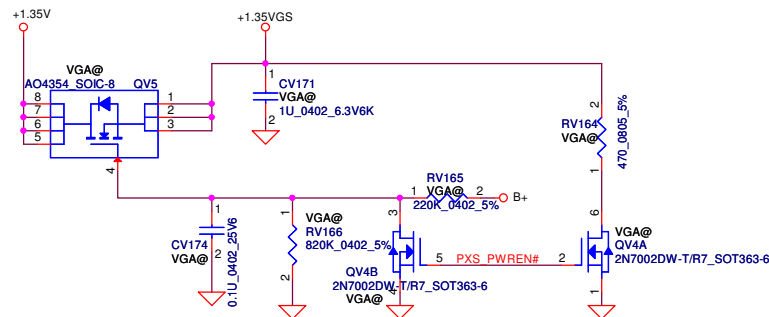 +1.35V
+1.35VGS
VGA@
AO4354_SOIC-8 QV5
8
7
6
5
1
2
3
4
1
CV171
VGA@
1U_0402_6.3V6K
2
2
RV164
VGA@
470_0805_5%
1
RV165
1 VGA@ 2 B+
220K_0402_5%
1
CV174
VGA@
2
0.1U_0402_25V6
1
VGA@
RV166
820K_0402_5%
2
3
5 PXS_PWREN# 2
QV4B
2N7002DW-T/R7_SOT363-6
VGA@
4
6
VGA@
QV4A
2N7002DW-T/R7_SOT363-6
1